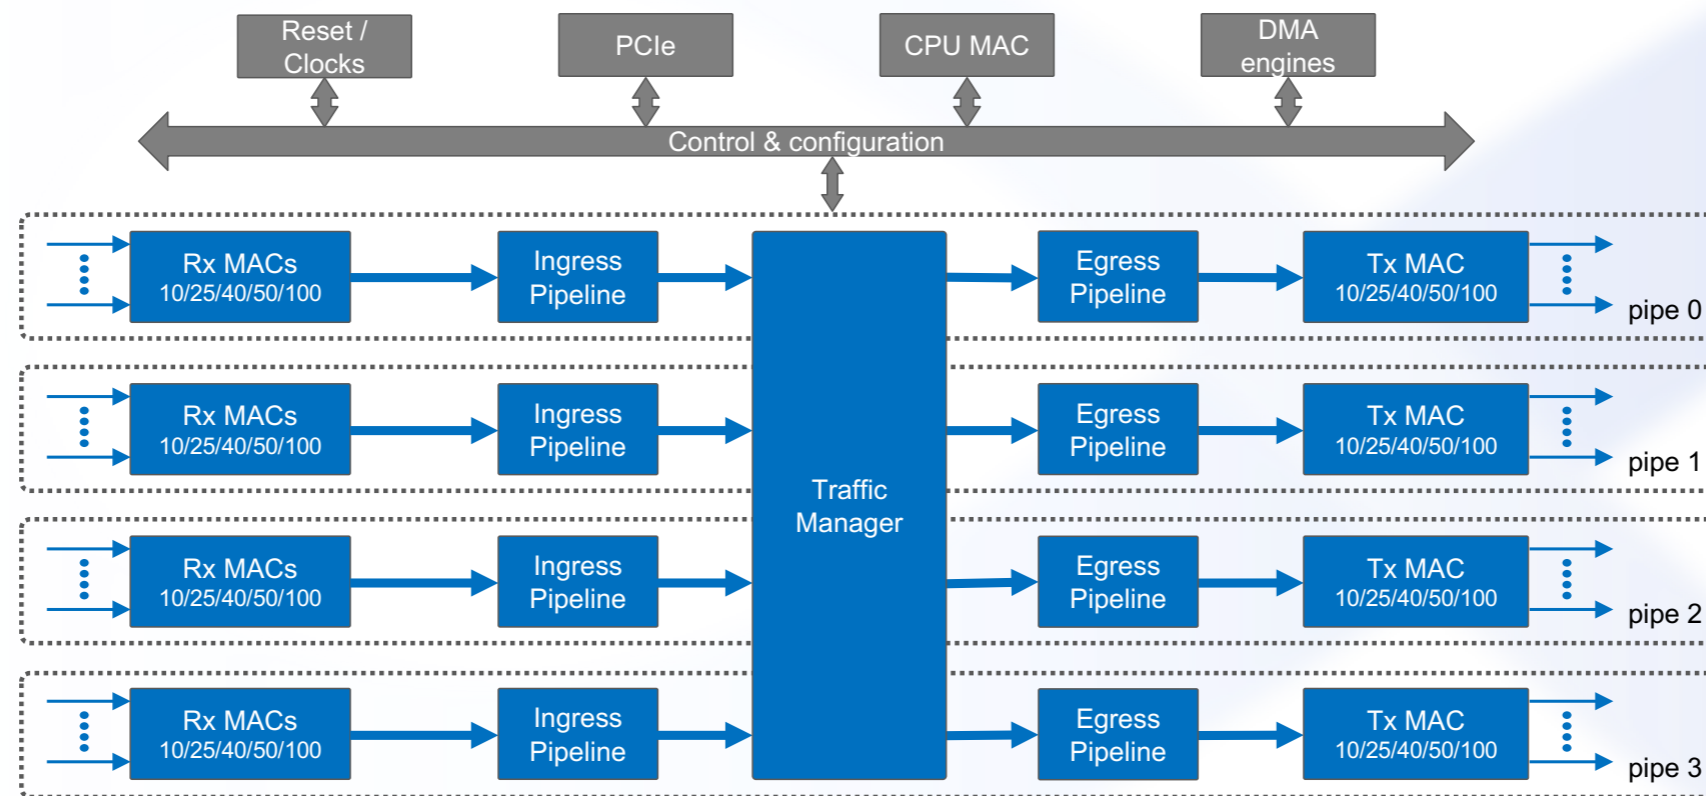 Reset /
Clocks
PCIe
CPU MAC
DMA
engines
Control & configuration
Rx MACs
10/25/40/50/100
Ingress
Pipeline
Egress
Pipeline
Tx MAC
10/25/40/50/100
pipe 0
Rx MACs
10/25/40/50/100
Ingress
Pipeline
Egress
Pipeline
Tx MAC
10/25/40/50/100
pipe 1
Traffic
Manager
Rx MACs
10/25/40/50/100
Ingress
Pipeline
Egress
Pipeline
Tx MAC
10/25/40/50/100
pipe 2
Rx MACs
10/25/40/50/100
Ingress
Pipeline
Egress
Pipeline
Tx MAC
10/25/40/50/100
pipe 3